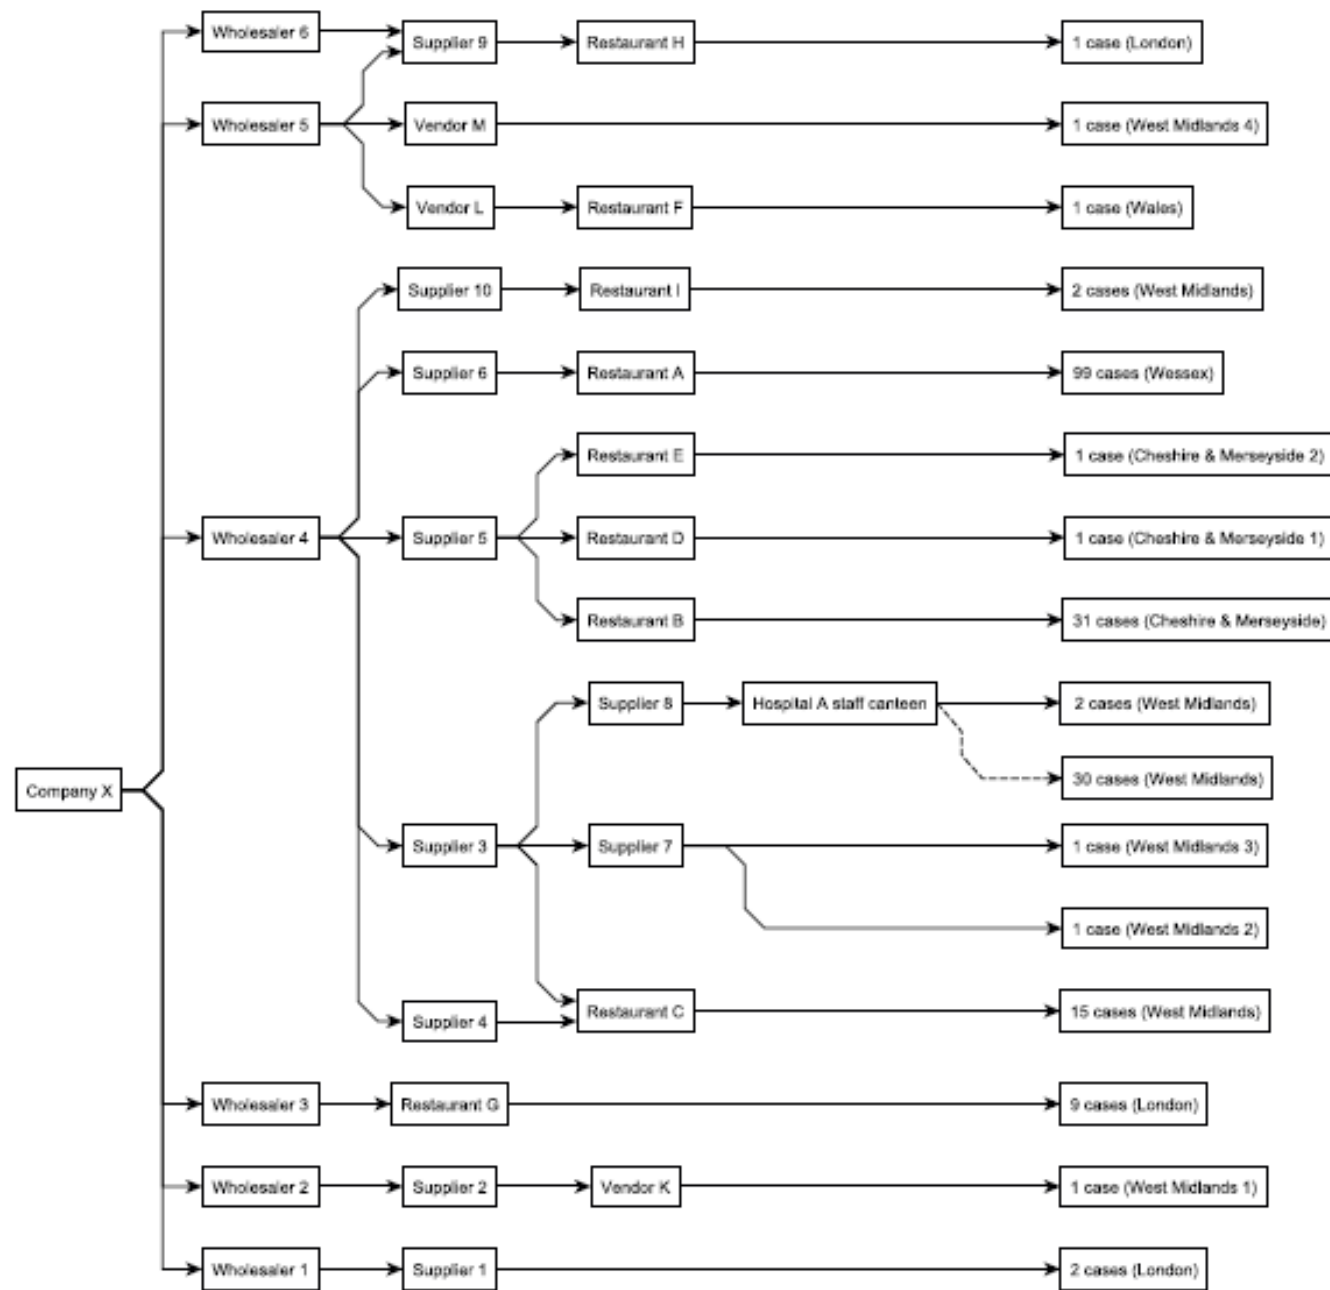 Wholesaler 6
Supplier 9
Restaurant H
1 case (London)
Wholesaler 5
Vendor M
1 case (West Midlands 4)
Vendor L
Restaurant F
1 case (Wales)
Supplier 10
Restaurant I
2 cases (West Midlands)
Supplier 6
Restaurant A
99 cases (Wessex)
Restaurant E
1 case (Cheshire & Merseyside 2)
Wholesaler 4
Supplier 5
Restaurant D
1 case (Cheshire & Merseyside 1)
Restaurant B
31 cases (Cheshire & Merseyside)
Supplier 8
Hospital A staff canteen
2 cases (West Midlands)
Company X
30 cases (West Midlands)
Supplier 3
Supplier 7
1 case (West Midlands 3)
1 case (West Midlands 2)
Supplier 4
Restaurant C
15 cases (West Midlands)
Wholesaler 3
Restaurant G
9 cases (London)
Wholesaler 2
Supplier 2
Vendor K
1 case (West Midlands 1)
Wholesaler 1
Supplier 1
2 cases (London)